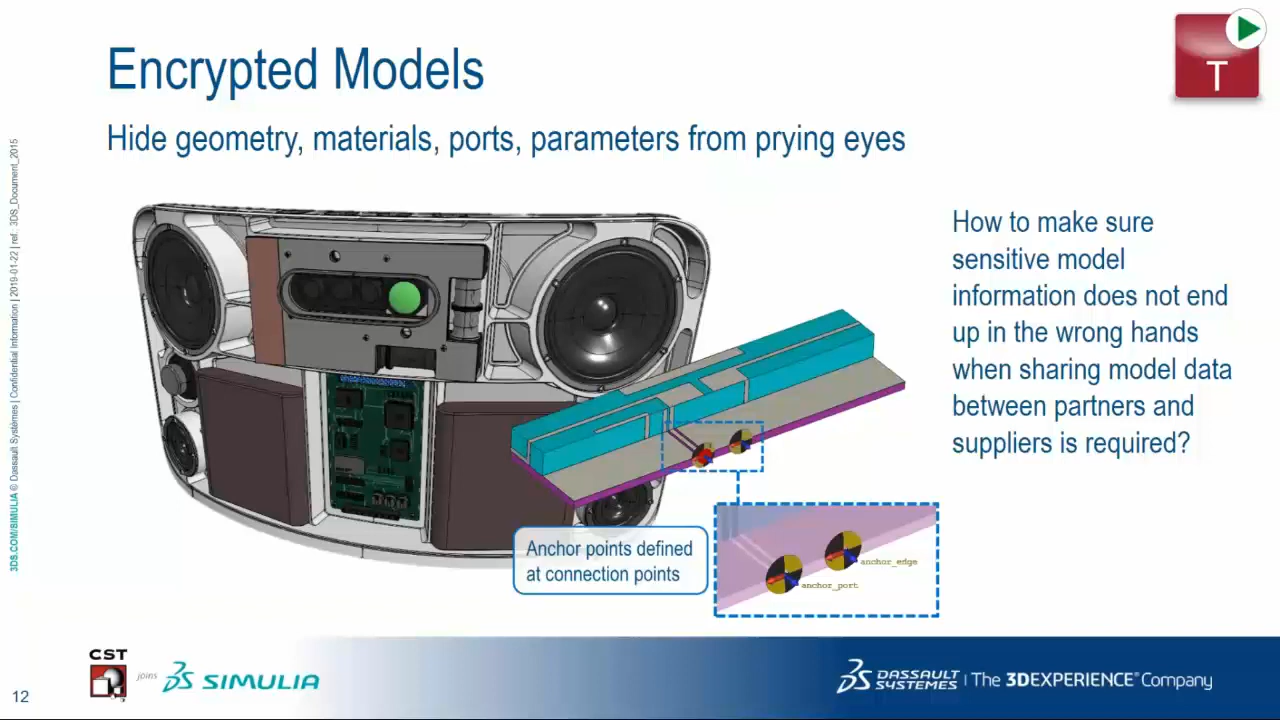 Encrypted Models
T
Hide geometry, materials, ports, parameters from prying eyes
3DS.COM/SIMULIA © Dassault Systèmes | Confidential Information | 2019-01-22 | ref.: 3DS_Document_2015
How to make sure
sensitive model
information does not end
up in the wrong hands
when sharing model data
between partners and
suppliers is required?
Anchor points defined
at connection points
anchor_edge
anchor_port
12
CST
joins
SIMULIA
DASSAULT
SYSTEMES
The 3DEXPERIENCE® Company